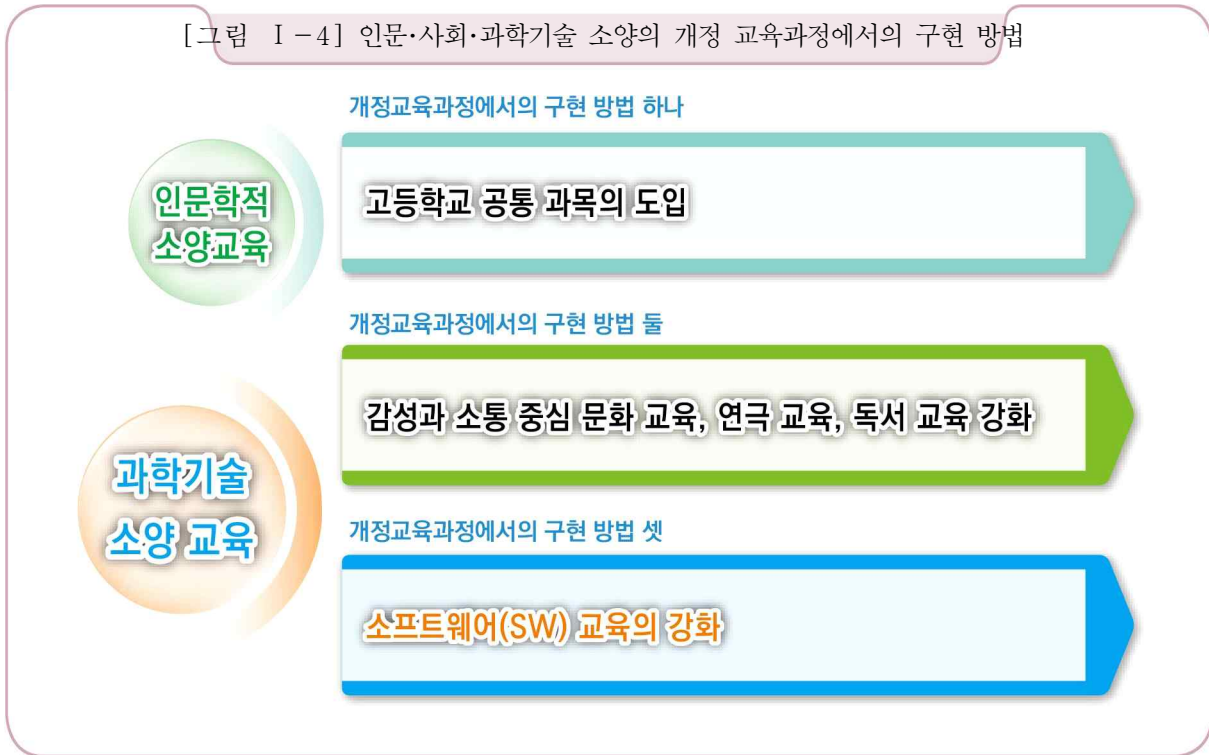 [그림 Ⅰ-4] 인문·사회·과학기술 소양의 개정 교육과정에서의 구현 방법
개정교육과정에서의 구현 방법 하나
인문학적
소양교육
고등학교 공통 과목의 도입
개정교육과정에서의 구현 방법 둘
감성과 소통 중심 문화 교육, 연극 교육, 독서 교육 강화
과학기술
소양 교육
개정교육과정에서의 구현 방법 셋
소프트웨어(SW) 교육의 강화